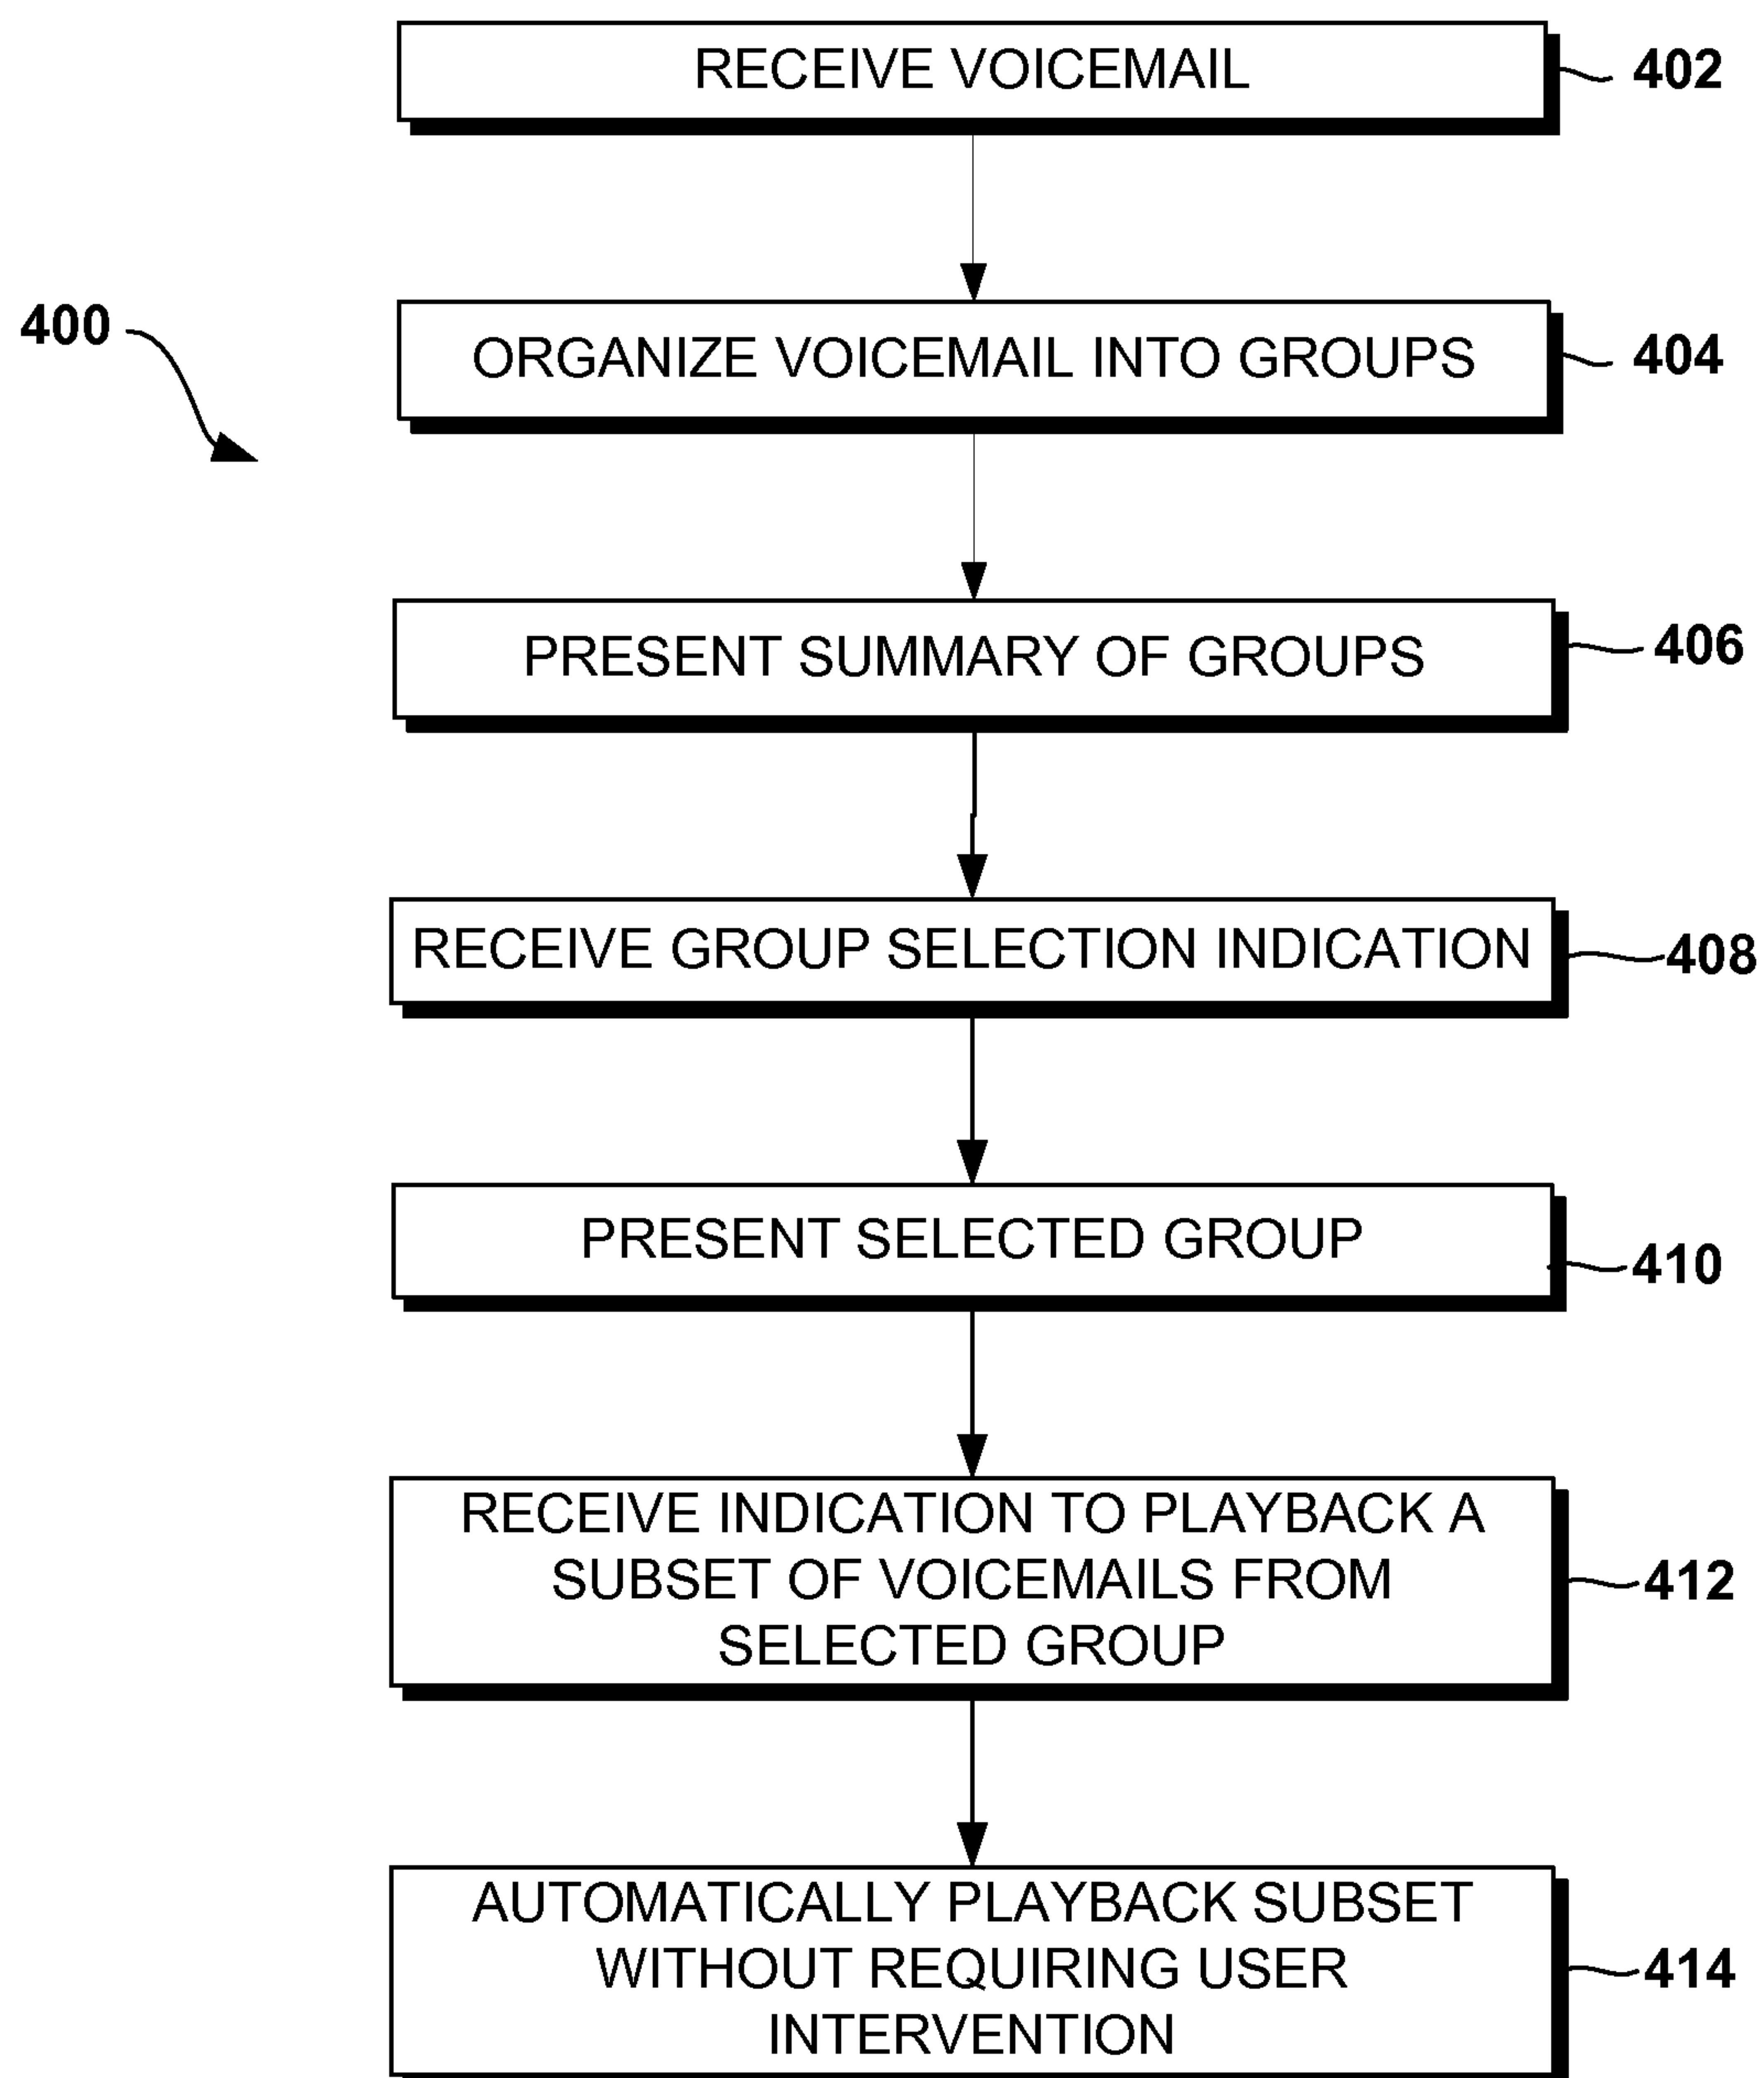 RECEIVE VOICEMAIL
402
400
ORGANIZE VOICEMAIL INTO GROUPS
404
PRESENT SUMMARY OF GROUPS
406
RECEIVE GROUP SELECTION INDICATION
408
PRESENT SELECTED GROUP
410
RECEIVE INDICATION TO PLAYBACK A
SUBSET OF VOICEMAILS FROM
SELECTED GROUP
412
AUTOMATICALLY PLAYBACK SUBSET
WITHOUT REQUIRING USER
INTERVENTION
414